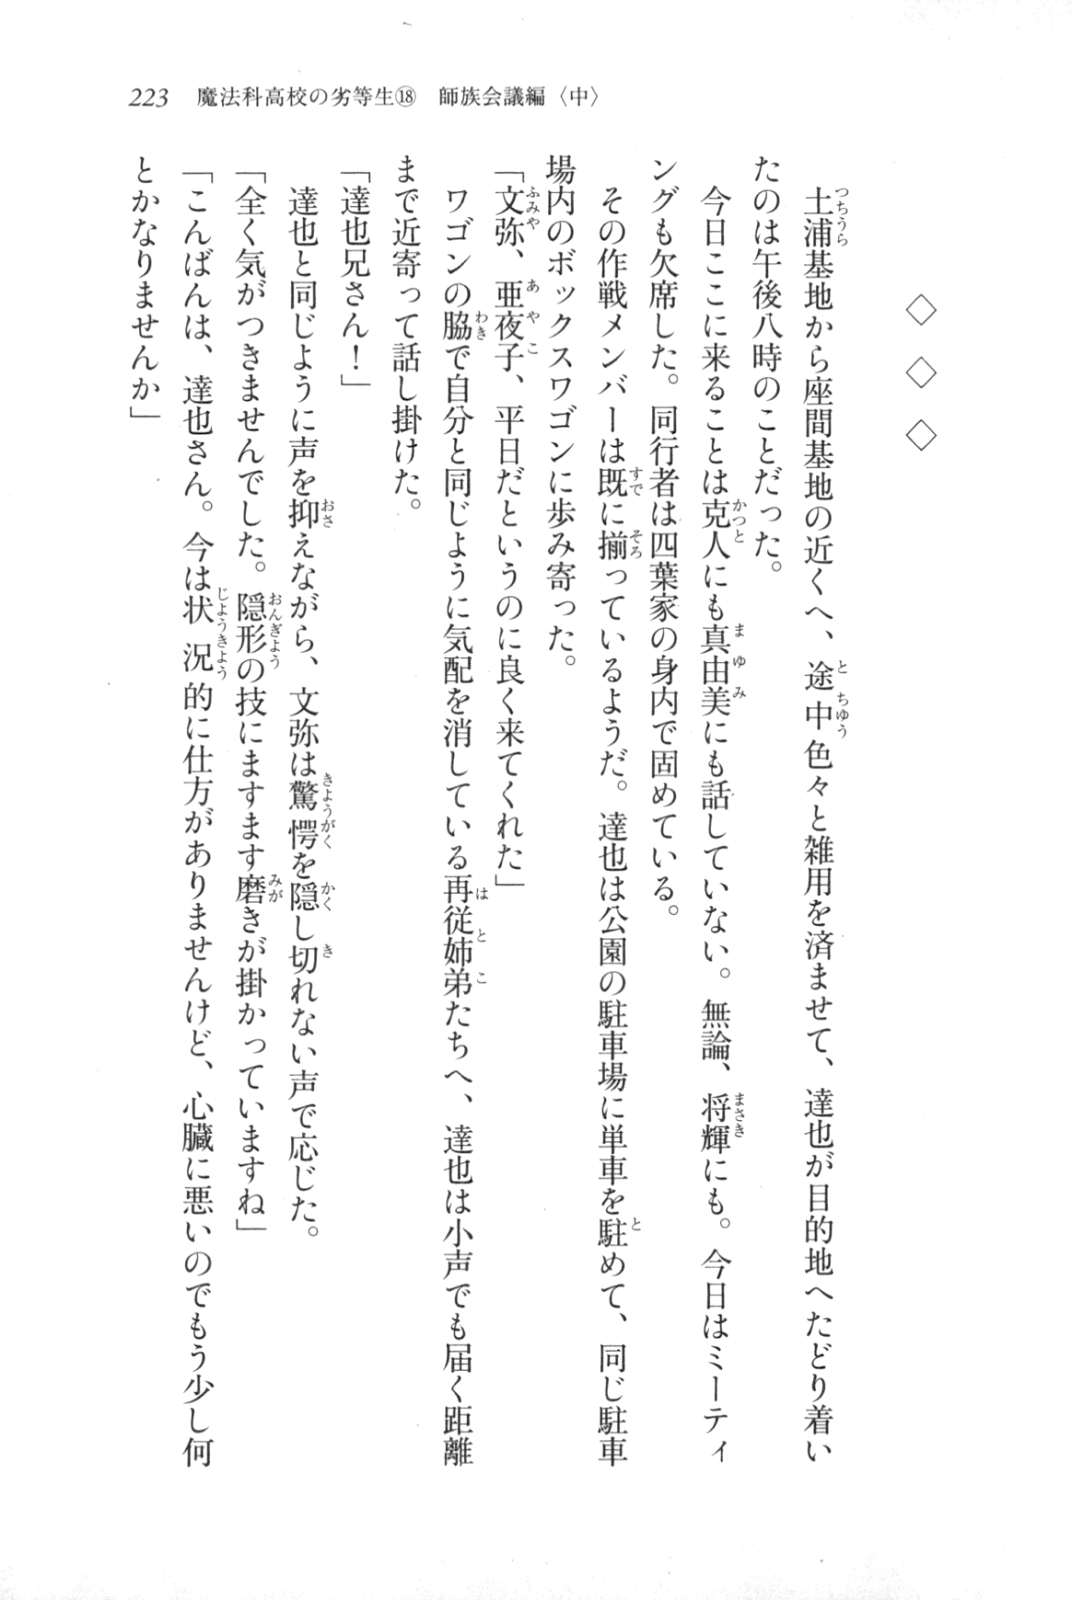 223 魔法科高校の劣等生⑱ 師族会議編〈中〉
◇ ◇ ◇
土浦基地から座間基地の近くへ、途中色々と雑用を済ませて、達也が目的地へたどり着い
たのは午後八時のことだった。
今日ここに来ることは克人にも真由美にも話していない。無論、将輝にも。今日はミーティ
ングも欠席した。同行者は四葉家の身内で固めている。
その作戦メンバーは既に揃っているようだ。達也は公園の駐車場に単車を駐めて、同じ駐車
場内のボックスワゴンに歩み寄った。
「文弥、亜夜子、平日だというのに良く来てくれた」
ワゴンの脇で自分と同じように気配を消している再従姉弟たちへ、達也は小声でも届く距離
まで近寄って話し掛けた。
「達也兄さん！」
達也と同じように声を抑えながら、文弥は驚愕を隠し切れない声で応じた。
「全く気がつきませんでした。隠形の技にますます磨きが掛かっていますね」
「こんばんは、達也さん。今は状況的に仕方がありませんけど、心臓に悪いのでもう少し何
とかなりませんか」